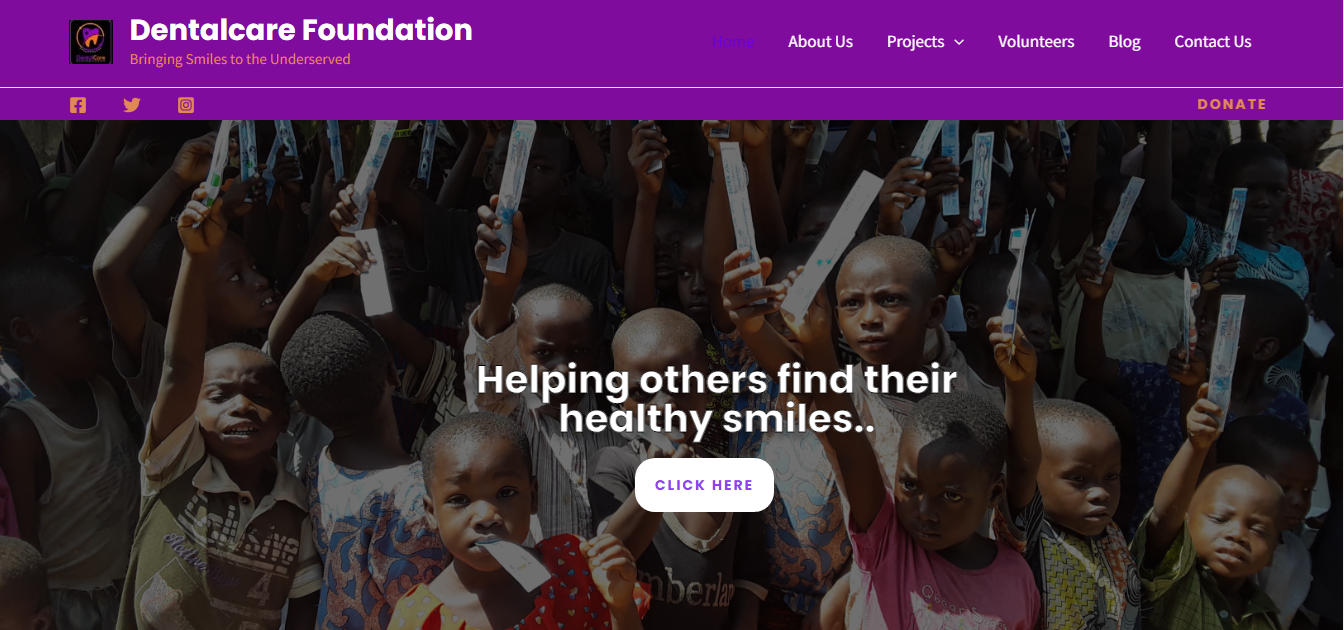 Dentalcare Foundation
Bringing Smiles to the Underserved
Home
About Us
Projects
Volunteers
Blog
Contact Us
DONATE
Helping others find their
healthy smiles..
CLICK HERE